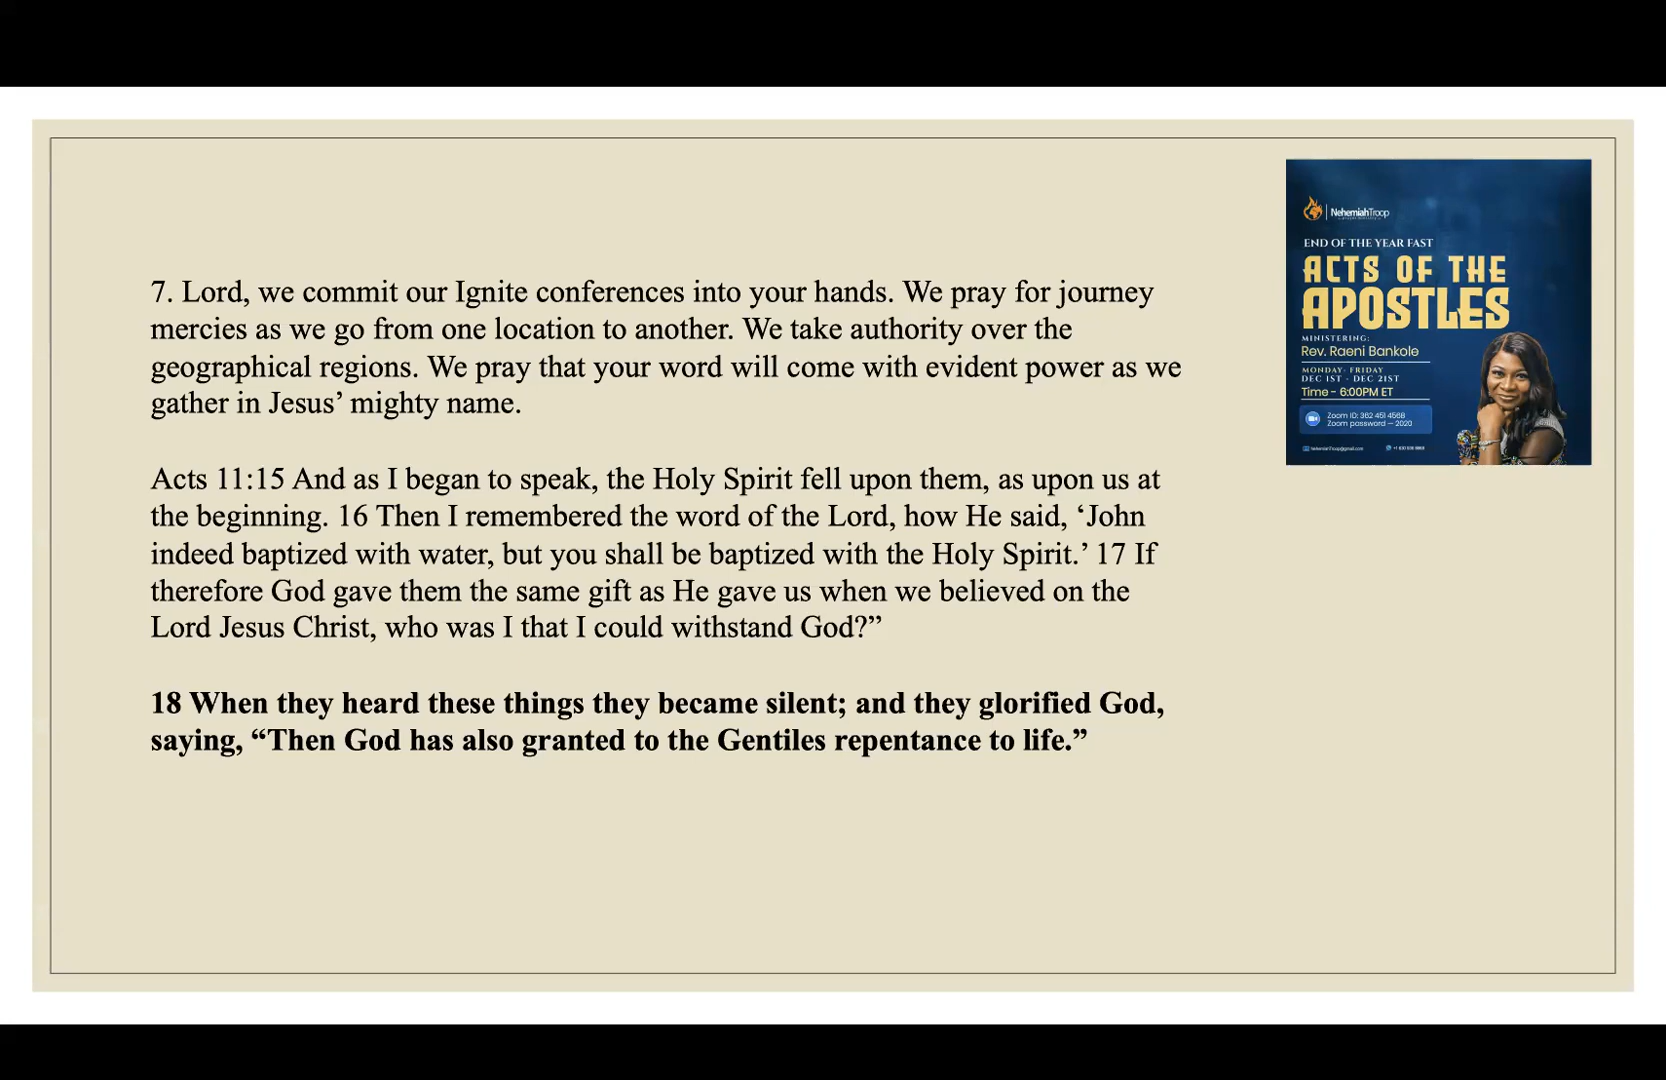 7. Lord, we commit our Ignite conferences into your hands. We pray for journey
mercies as we go from one location to another. We take authority over the
geographical regions. We pray that your word will come with evident power as we
gather in Jesus’ mighty name.
Acts 11:15 And as I began to speak, the Holy Spirit fell upon them, as upon us at
the beginning. 16 Then I remembered the word of the Lord, how He said, ‘John
indeed baptized with water, but you shall be baptized with the Holy Spirit.’ 17 If
therefore God gave them the same gift as He gave us when we believed on the
Lord Jesus Christ, who was I that I could withstand God?”
18 When they heard these things they became silent; and they glorified God,
saying, “Then God has also granted to the Gentiles repentance to life.”
NehemiahTroop
END OF THE YEAR FAST
ACTS OF THE
APOSTLES
MINISTERING:
Rev. Raeni Bankole
MONDAY- FRIDAY
DEC 1ST - DEC 21ST
Time - 6:00PM ET
Zoom ID: 362 451 4568
Zoom password — 2020
NehemiahTroop@gmail.com